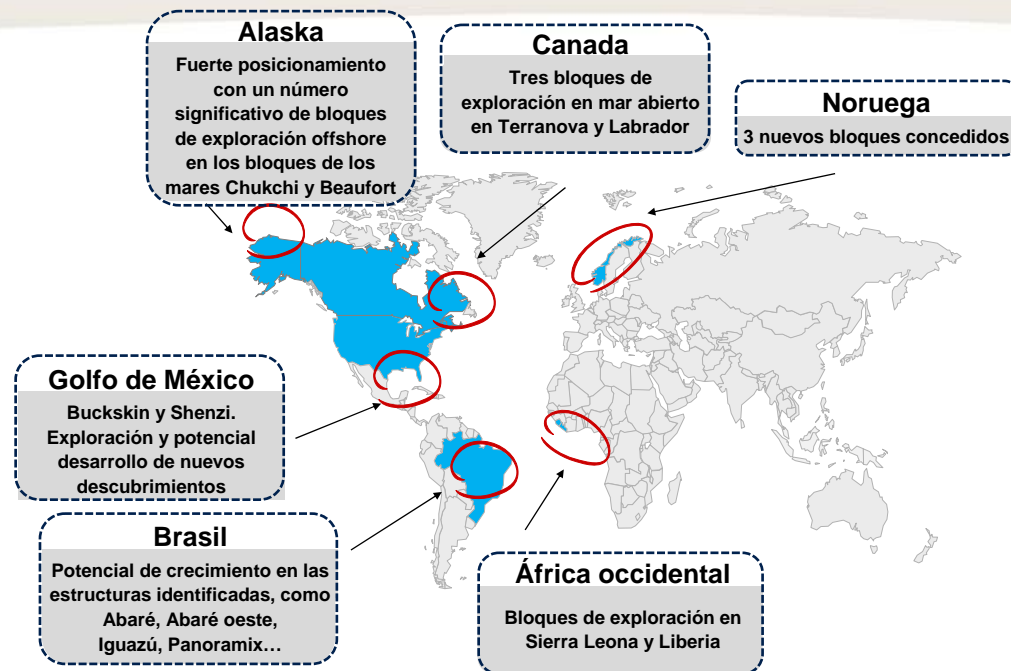 Alaska
Fuerte posicionamiento
con un número
significativo de bloques
de exploración offshore
en los bloques de los
mares Chukchi y Beaufort
Canada
Tres bloques de
exploración en mar abierto
en Terranova y Labrador
Noruega
3 nuevos bloques concedidos
Golfo de México
Buckskin y Shenzi.
Exploración y potencial
desarrollo de nuevos
descubrimientos
Brasil
Potencial de crecimiento en las
estructuras identificadas, como
Abaré, Abaré oeste,
Iguazú, Panoramix…
África occidental
Bloques de exploración en
Sierra Leona y Liberia